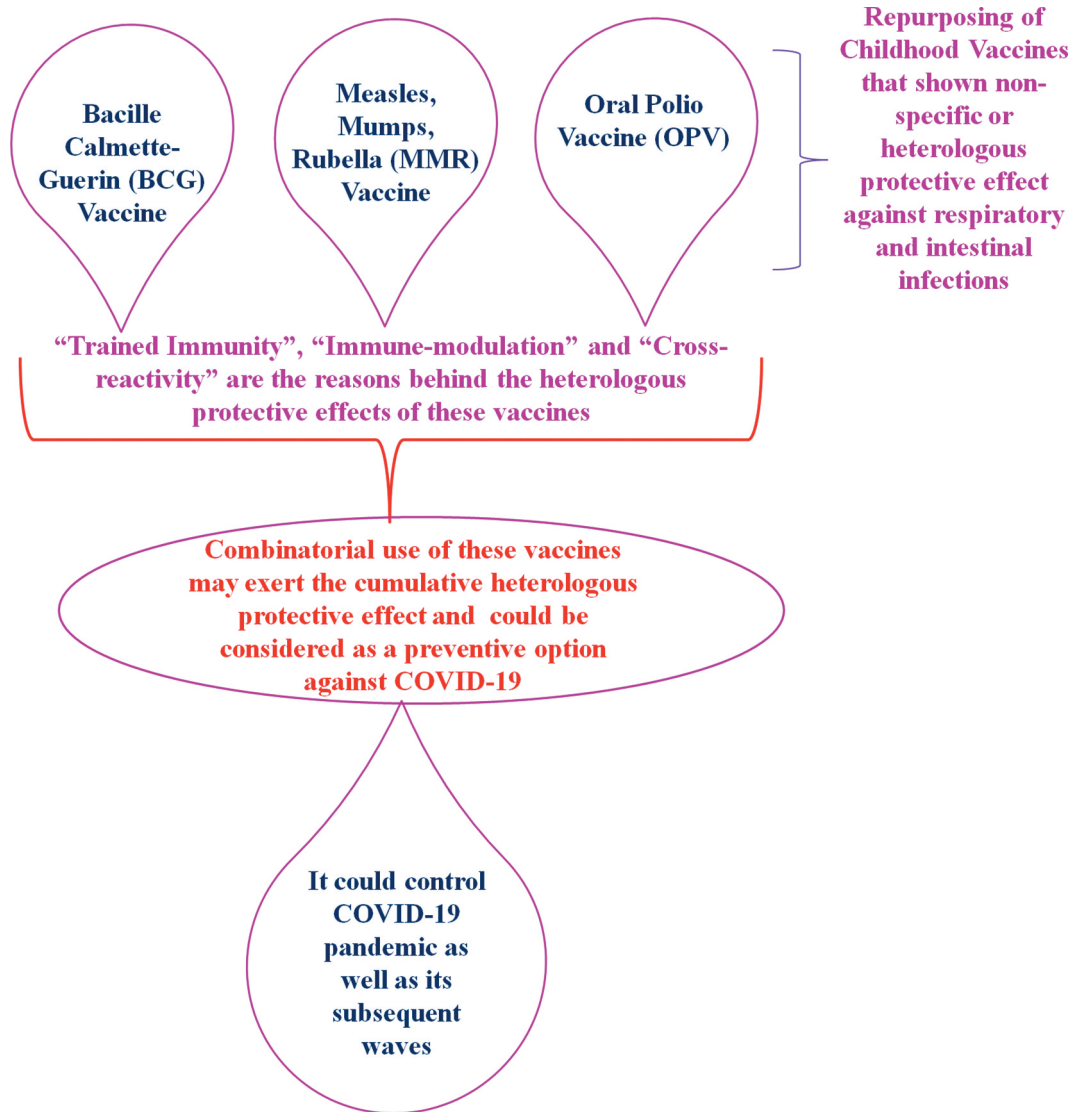 Bacille
Calmette-
Guerin (BCG)
Vaccine
Measles,
Mumps,
Rubella (MMR)
Vaccine
Oral Polio
Vaccine (OPV)
Repurposing of
Childhood Vaccines
that shown non-
specific or
heterologous
protective effect
against respiratory
and intestinal
infections
“Trained Immunity”, “Immune-modulation” and “Cross-
reactivity” are the reasons behind the heterologous
protective effects of these vaccines
Combinatorial use of these vaccines
may exert the cumulative heterologous
protective effect and could be
considered as a preventive option
against COVID-19
It could control
COVID-19
pandemic as
well as its
subsequent
waves